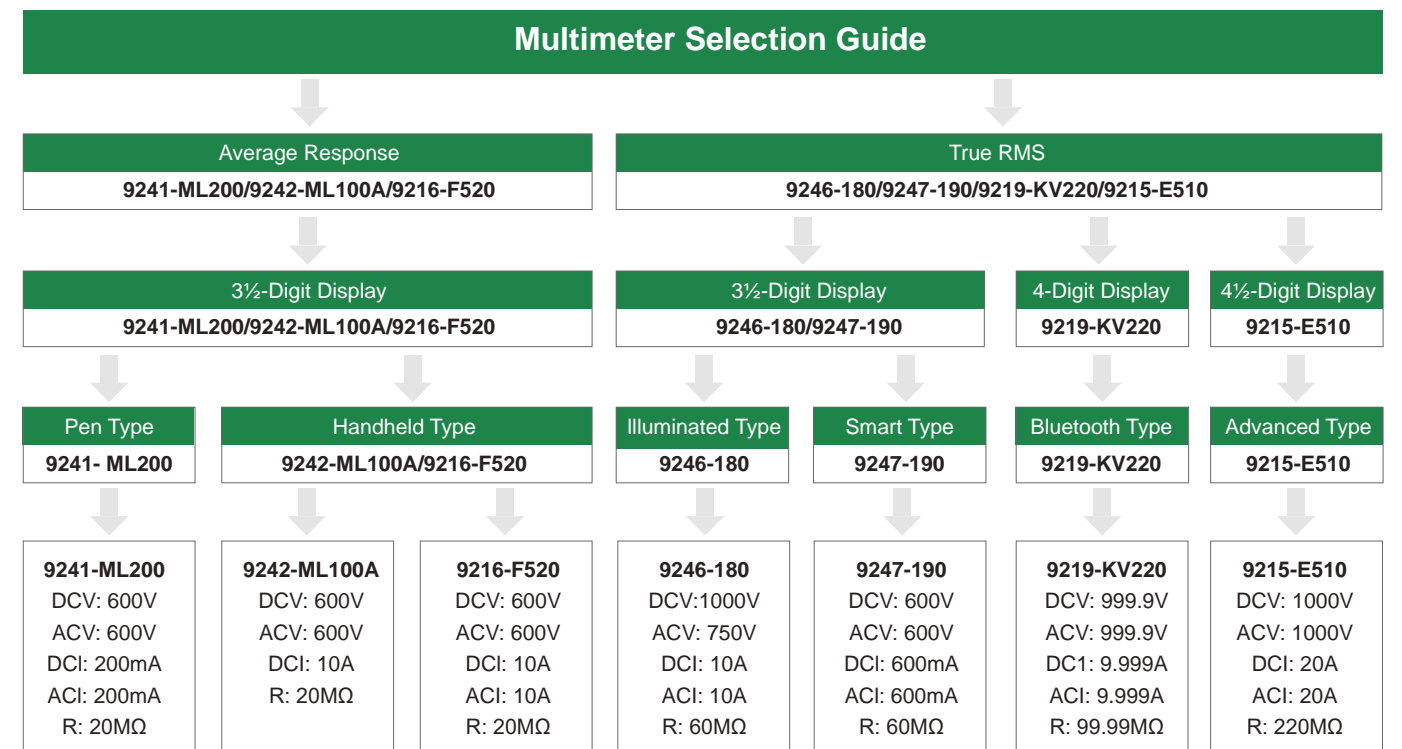 Multimeter Selection Guide
Average Response
9241-ML200/9242-ML100A/9216-F520
True RMS
9246-180/9247-190/9219-KV220/9215-E510
3½-Digit Display
9241-ML200/9242-ML100A/9216-F520
3½-Digit Display
9246-180/9247-190
4-Digit Display
9219-KV220
4½-Digit Display
9215-E510
Pen Type
9241- ML200
Handheld Type
9242-ML100A/9216-F520
Illuminated Type
9246-180
Smart Type
9247-190
Bluetooth Type
9219-KV220
Advanced Type
9215-E510
9241-ML200
DCV: 600V
ACV: 600V
DCl: 200mA
ACl: 200mA
R: 20MΩ
9242-ML100A
DCV: 600V
ACV: 600V
DCI: 10A
R: 20MΩ
9216-F520
DCV: 600V
ACV: 600V
DCl: 10A
ACI: 10A
R: 20MΩ
9246-180
DCV:1000V
ACV: 750V
DCI: 10A
ACI: 10A
R: 60MΩ
9247-190
DCV: 600V
ACV: 600V
DCl: 600mA
ACl: 600mA
R: 60MΩ
9219-KV220
DCV: 999.9V
ACV: 999.9V
DC1: 9.999A
ACI: 9.999A
R: 99.99MΩ
9215-E510
DCV: 1000V
ACV: 1000V
DCI: 20A
ACI: 20A
R: 220MΩ